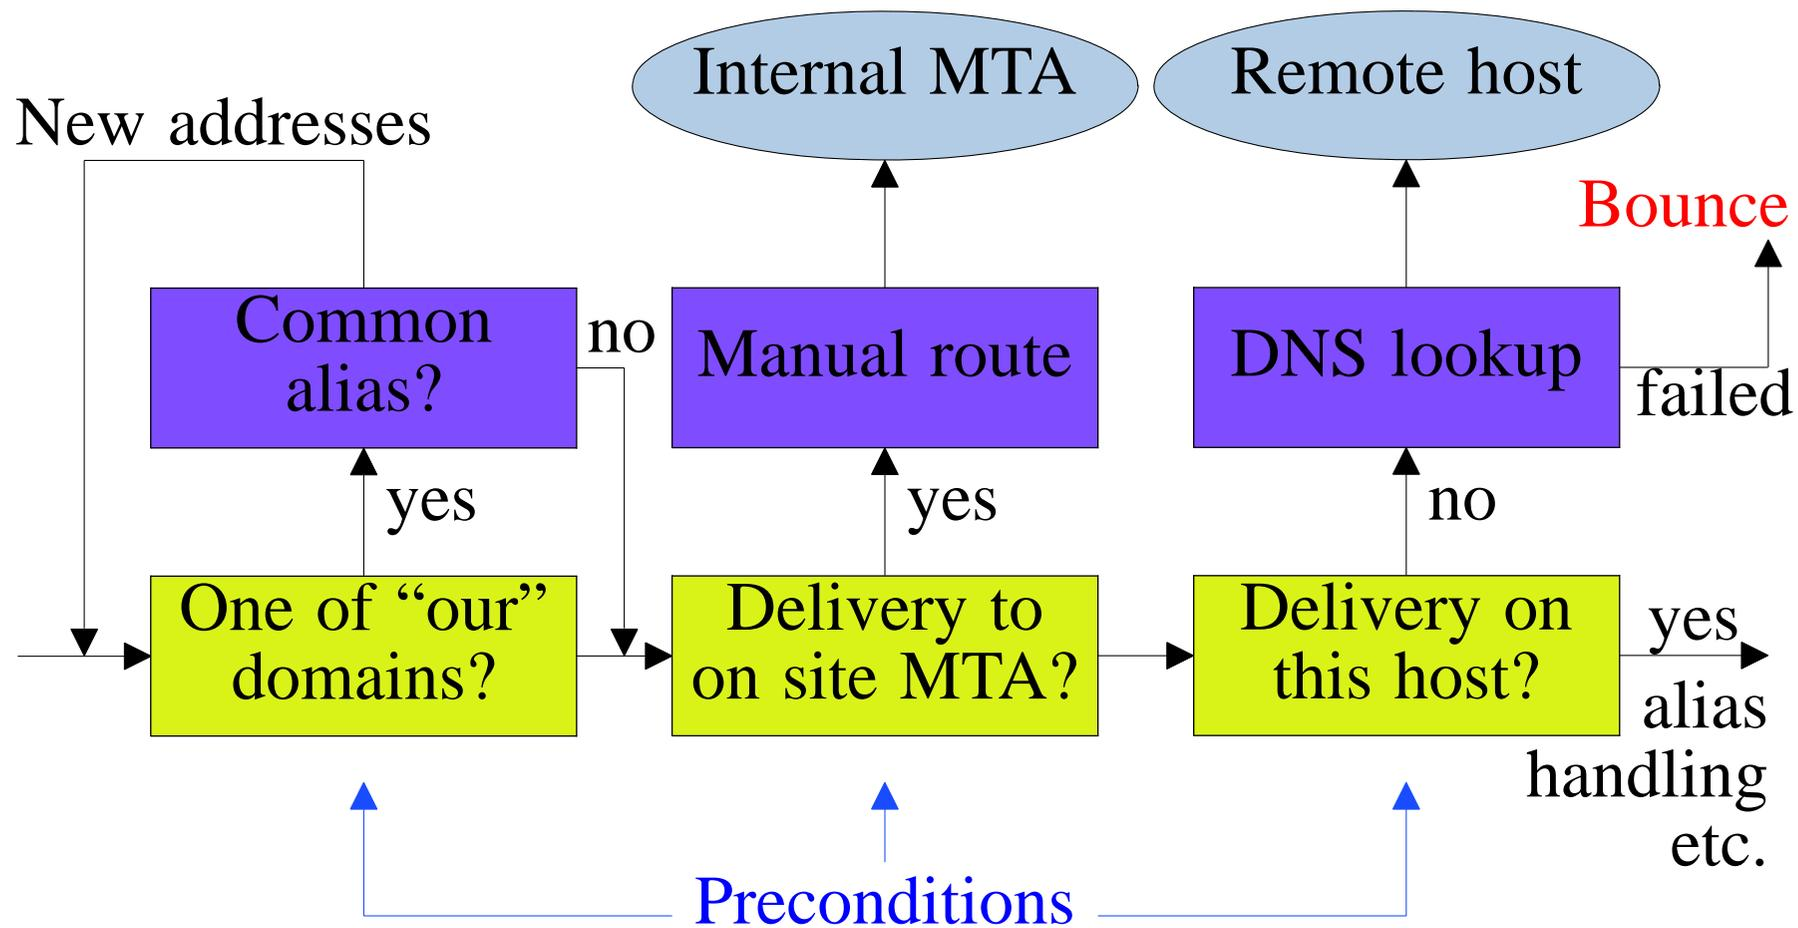 Internal MTA
Remote host
New addresses
Bounce
Common
alias?
no
Manual route
DNS lookup
failed
yes
yes
no
One of “our”
domains?
Delivery to
on site MTA?
Delivery on
this host?
yes
alias
handling
etc.
Preconditions